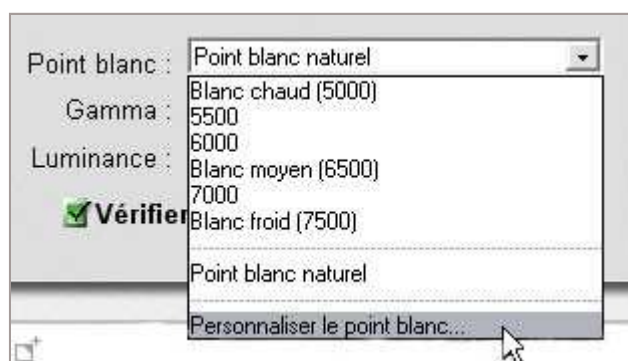 Point blanc : Point blanc naturel
Blanc chaud (5000)
Gamma : 5500
6000
Luminance : Blanc moyen (6500)
7000
Vérifier Blanc froid (7500)
Point blanc naturel
Personnaliser le point blanc...